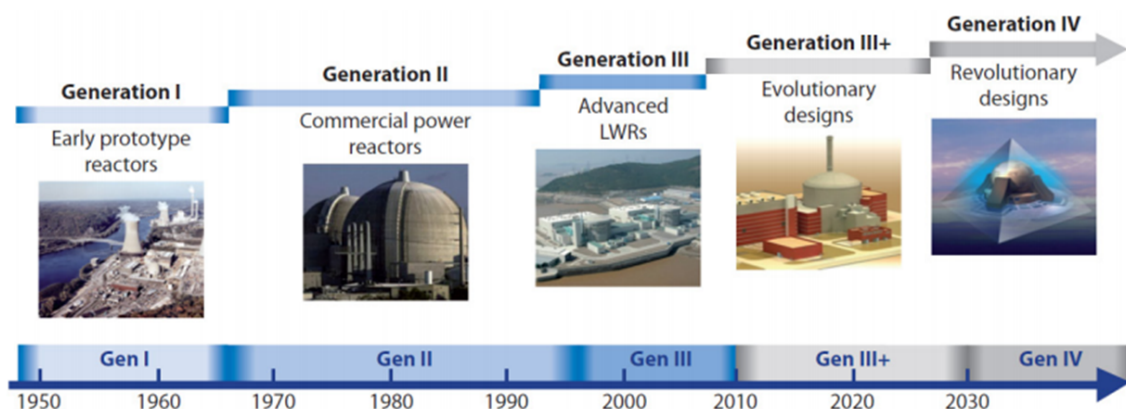 Generation I
Early prototype
reactors
Generation II
Commercial power
reactors
Generation III
Advanced
LWRs
Generation III+
Evolutionary
designs
Generation IV
Revolutionary
designs
Gen I
Gen II
Gen III
Gen III+
Gen IV
1950
1960
1970
1980
1990
2000
2010
2020
2030